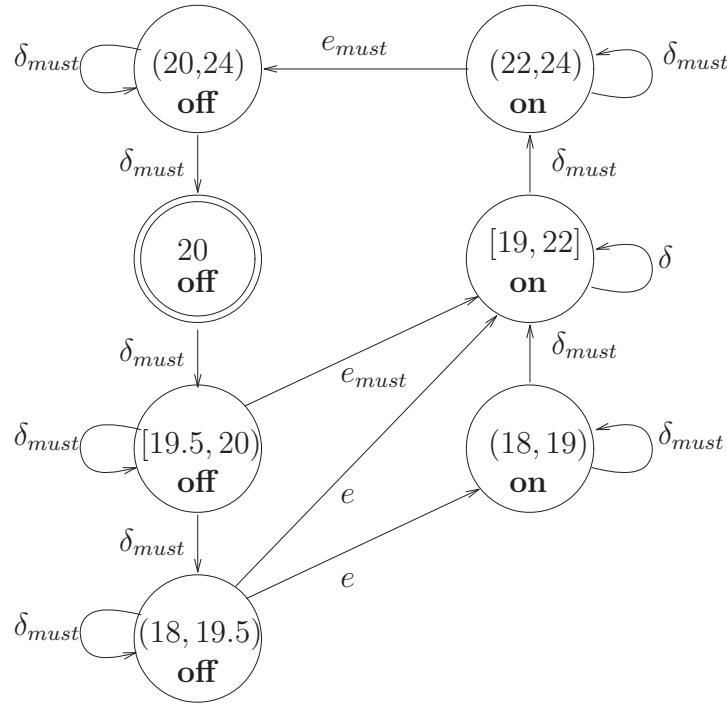 δ_must
(20,24)
off
e_must
(22,24)
on
δ_must
δ_must
δ_must
20
off
[19, 22]
on
δ
δ_must
δ_must
e_must
δ_must
[19.5, 20)
off
(18, 19)
on
δ_must
δ_must
e
e
δ_must
(18, 19.5)
off